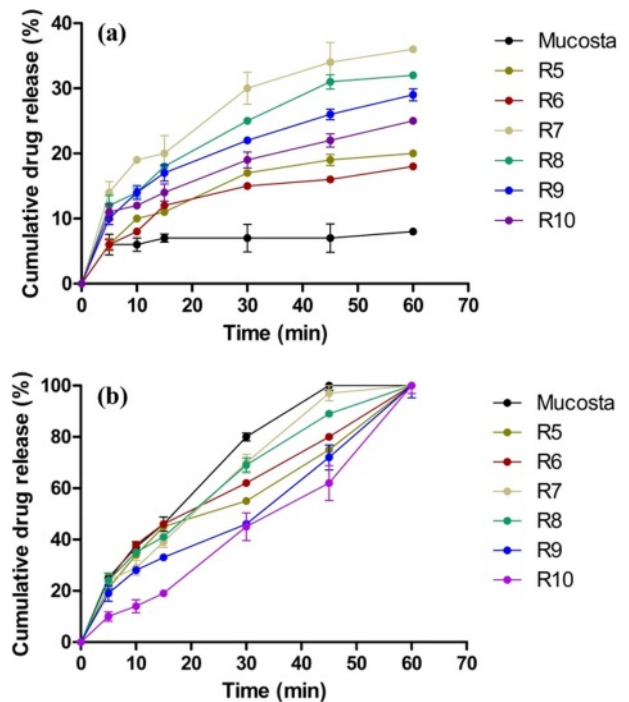 (a)
Cumulative drug release (%)
40
30
20
10
0
0 10 20 30 40 50 60 70
Time (min)
Mucosta
R5
R6
R7
R8
R9
R10
(b)
Cumulative drug release (%)
100
80
60
40
20
0
0 10 20 30 40 50 60 70
Time (min)
Mucosta
R5
R6
R7
R8
R9
R10